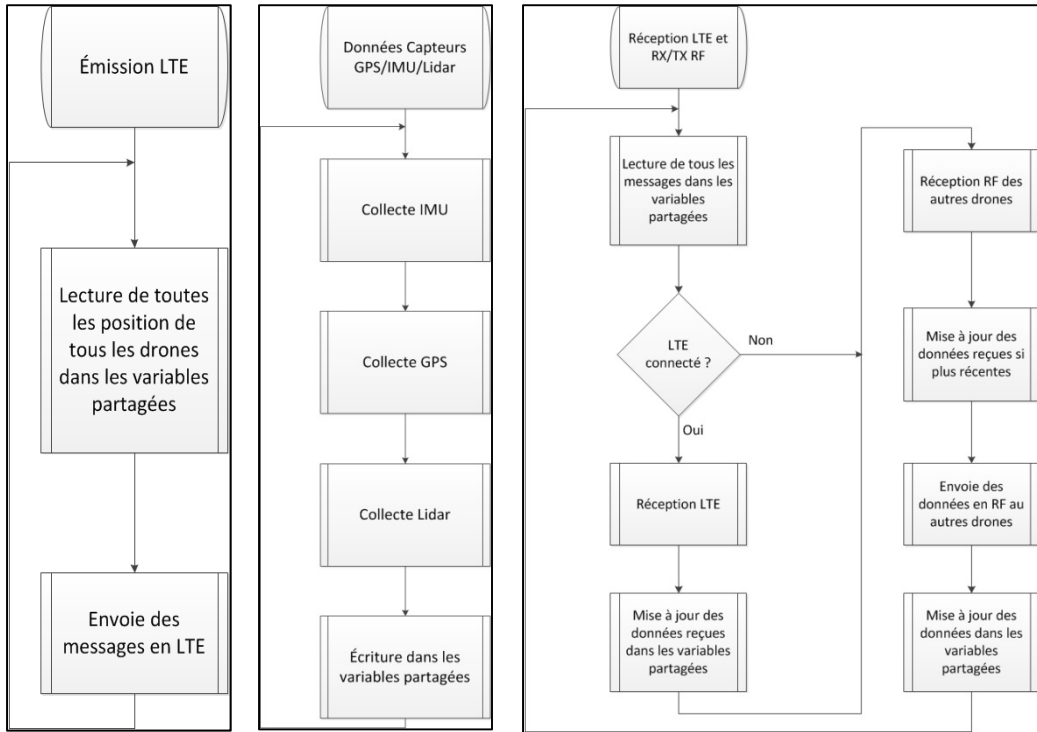 Émission LTE
Lecture de toutes
les position de
tous les drones
dans les variables
partagées
Envoie des
messages en LTE
Données Capteurs
GPS/IMU/Lidar
Collecte IMU
Collecte GPS
Collecte Lidar
Écriture dans les
variables partagées
Réception LTE et
RX/TX RF
Lecture de tous les
messages dans les
variables
partagées
LTE
connecté ?
Non
Oui
Réception LTE
Mise à jour des
données reçues
dans les variables
partagées
Réception RF des
autres drones
Mise à jour des
données reçues si
plus récentes
Envoie des
données en RF au
autres drones
Mise à jour des
données dans les
variables
partagées